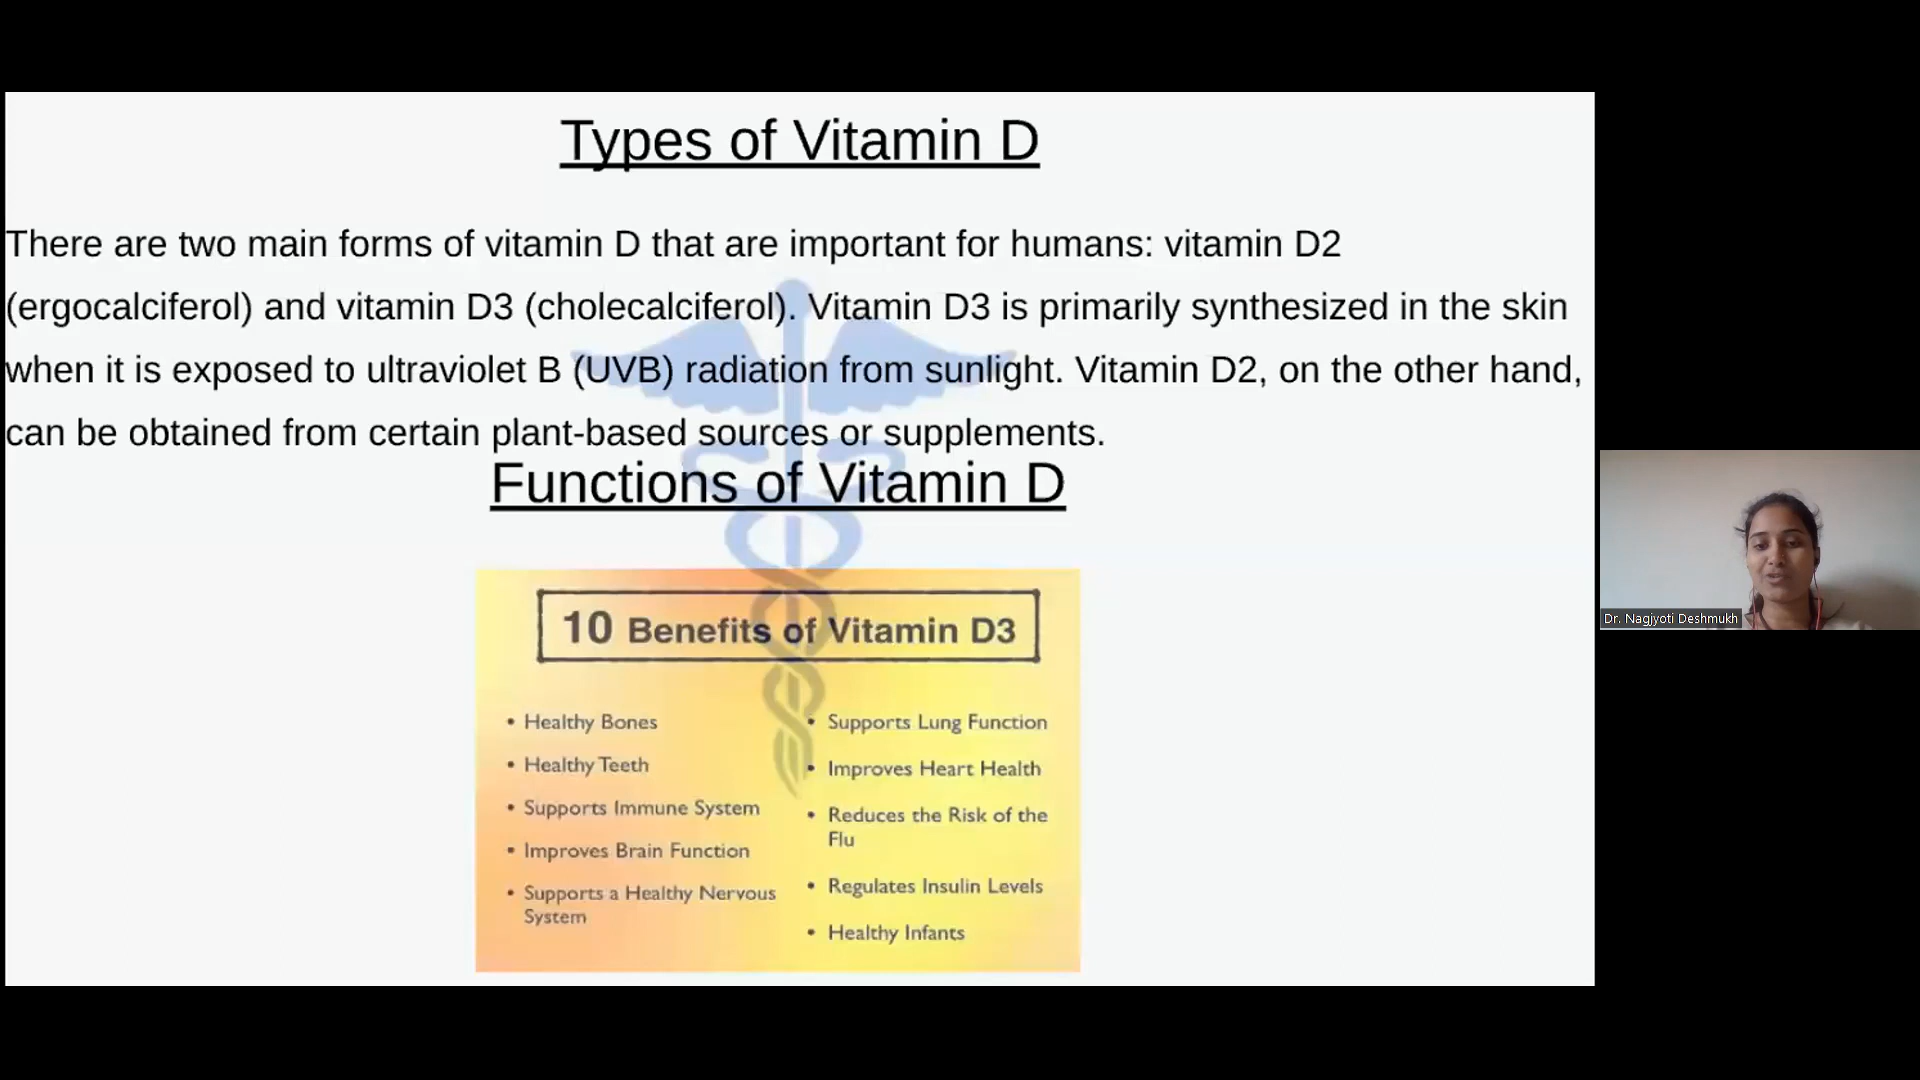 Types of Vitamin D
There are two main forms of vitamin D that are important for humans: vitamin D2
(ergocalciferol) and vitamin D3 (cholecalciferol). Vitamin D3 is primarily synthesized in the skin
when it is exposed to ultraviolet B (UVB) radiation from sunlight. Vitamin D2, on the other hand,
can be obtained from certain plant-based sources or supplements.
Functions of Vitamin D
10 Benefits of Vitamin D3
• Healthy Bones
• Healthy Teeth
• Supports Immune System
• Improves Brain Function
• Supports a Healthy Nervous
System
• Supports Lung Function
• Improves Heart Health
• Reduces the Risk of the
Flu
• Regulates Insulin Levels
• Healthy Infants
Dr. Nagjyoti Deshmukh